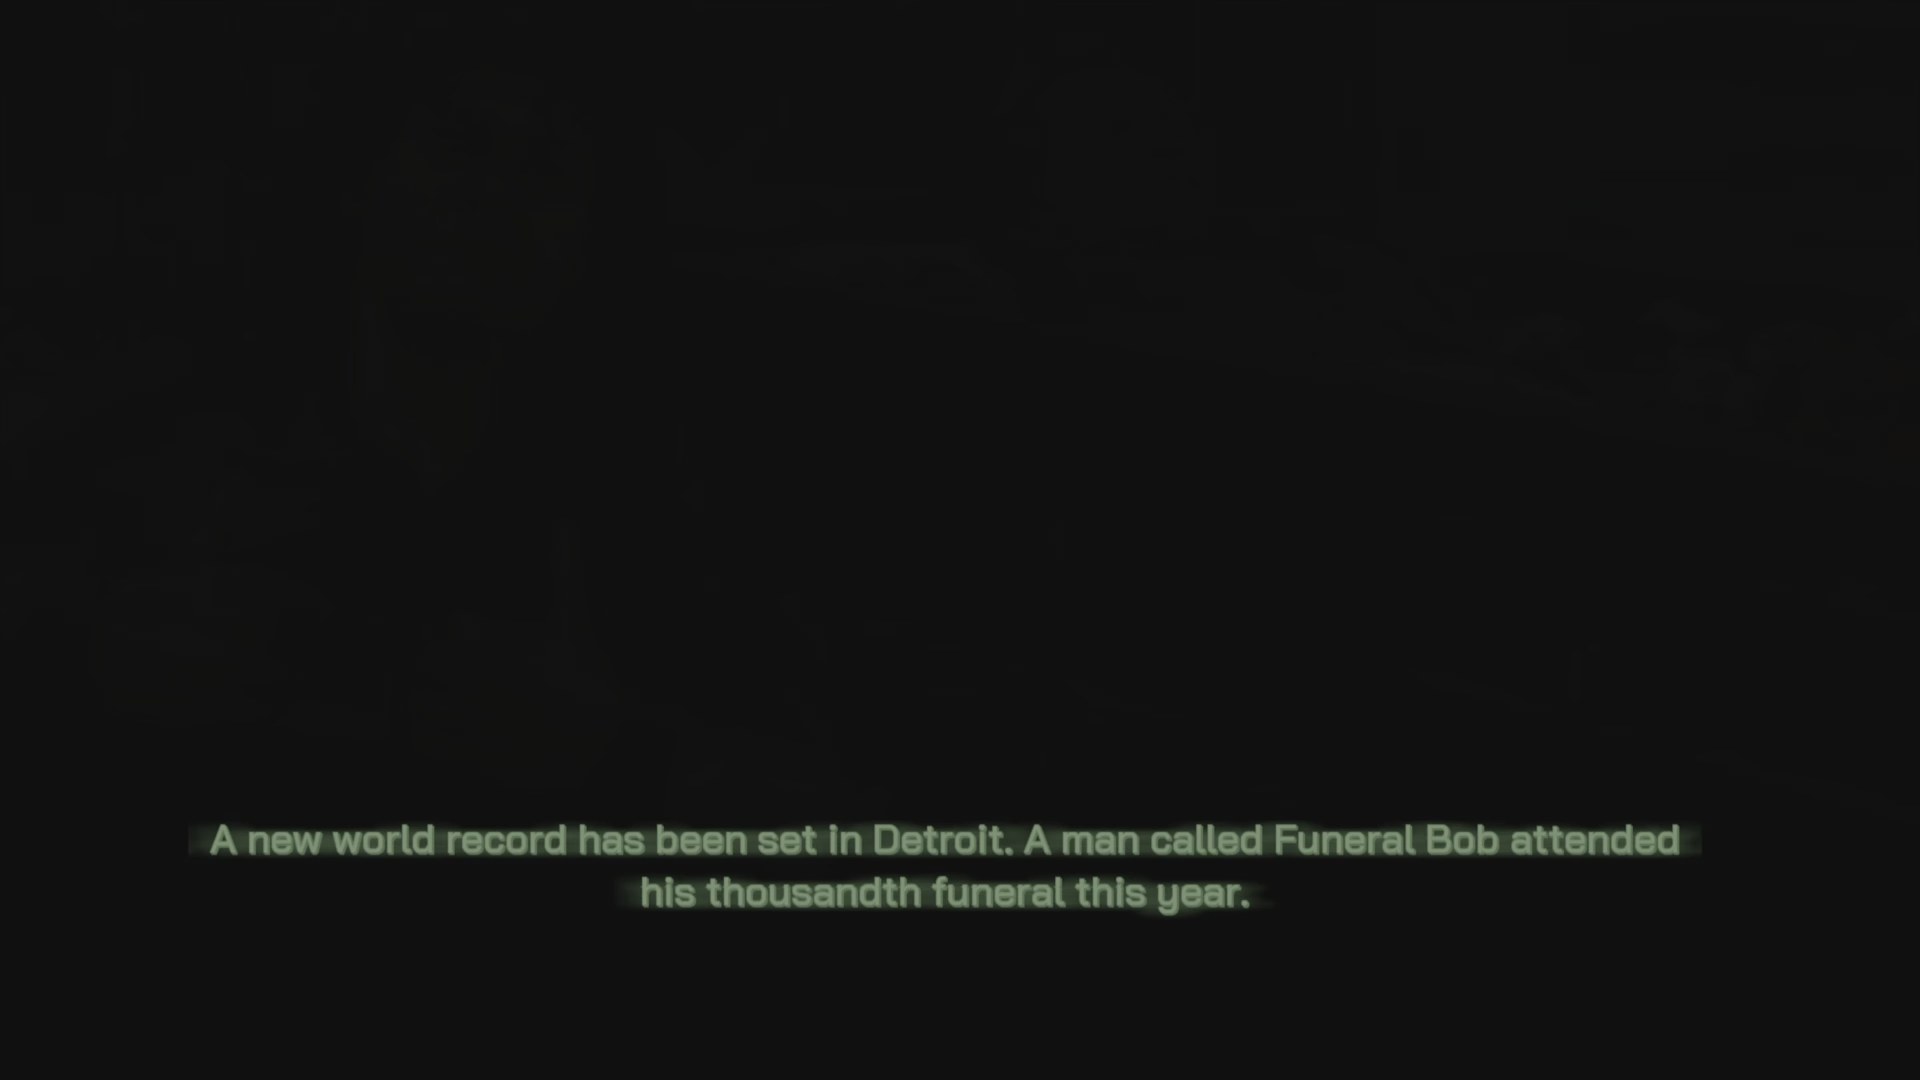 A new world record has been set in Detroit. A man called Funeral Bob attended
his thousandth funeral this year.